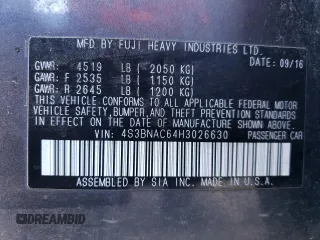 MFD BY FUJI HEAVY INDUSTRIES LTD.
GVWR: 4519 LB ( 2050 KG) DATE: 09/16
GAWR: F 2535 LB ( 1150 KG)
GAWR: R 2645 LB ( 1200 KG)
THIS VEHICLE CONFORMS TO ALL APPLICABLE FEDERAL MOTOR VEHICLE
SAFETY, BUMPER, AND THEFT PREVENTION STANDARDS
IN EFFECT ON THE DATE OF MANUFACTURE SHOWN ABOVE.
VIN: 4S3BNAC64H3026630 PASSENGER CAR
ASSEMBLED BY SIA INC. MADE IN U.S.A.
DREAMBID